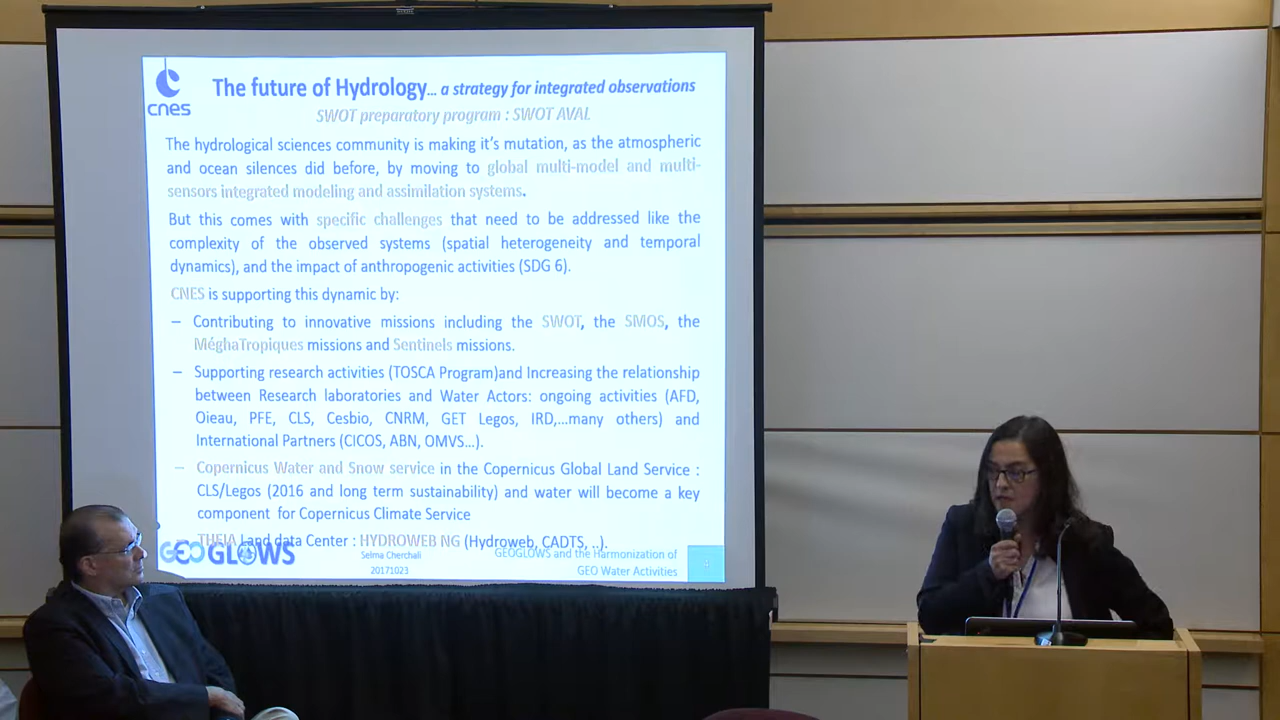 cnes
The future of Hydrology... a strategy for integrated observations
SWOT preparatory program : SWOT AVAL
The hydrological sciences community is making it's mutation, as the atmospheric
and ocean silences did before, by moving to global multi-model and multi-
sensors integrated modeling and assimilation systems.
But this comes with specific challenges that need to be addressed like the
complexity of the observed systems (spatial heterogeneity and temporal
dynamics), and the impact of anthropogenic activities (SDG 6).
CNES is supporting this dynamic by:
– Contributing to innovative missions including the SWOT, the SMOS, the
MéghaTropiques missions and Sentinels missions.
– Supporting research activities (TOSCA Program)and Increasing the relationship
between Research laboratories and Water Actors: ongoing activities (AFD,
Oieau, PFE, CLS, Cesbio, CNRM, GET Legos, IRD,...many others) and
International Partners (CICOS, ABN, OMVS...).
– Copernicus Water and Snow service in the Copernicus Global Land Service :
CLS/Legos (2016 and long term sustainability) and water will become a key
component for Copernicus Climate Service
– THEIA Land data Center : HYDROWEB NG (Hydroweb, CADTS, ..).
GEOGLOWS
Selma Cherchali
20171023
GEOGLOWS and the Harmonization of
GEO Water Activities
4